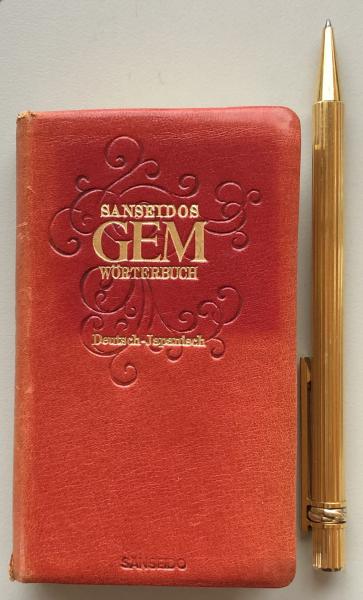 SANSEIDOS
GEM
WÖRTERBUCH
Deutsch-Japanisch
SANSEIDO